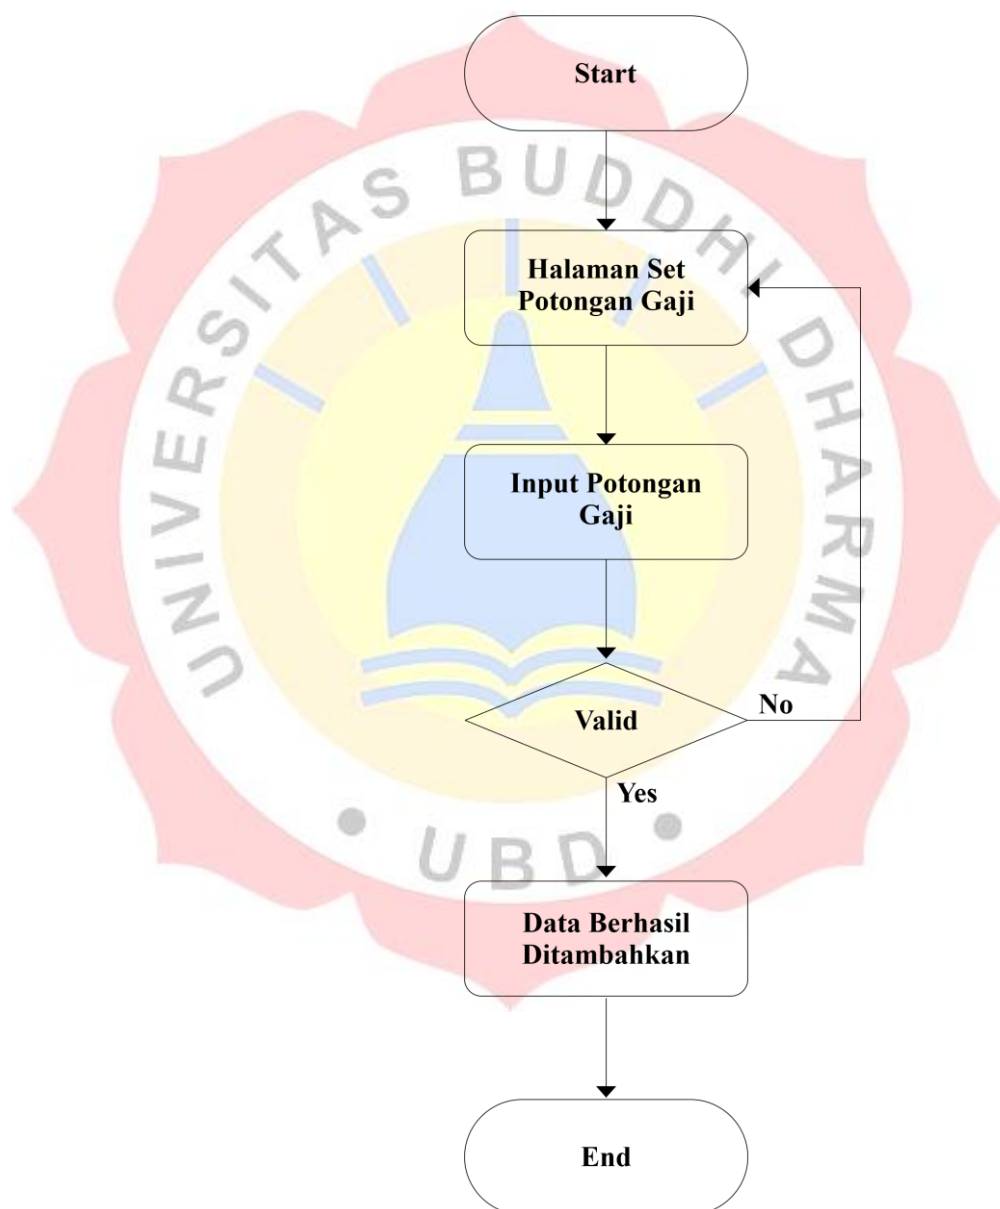 Start
UNIVERSITAS BUDDHI DHARMA
Halaman Set
Potongan Gaji
Input Potongan
Gaji
Valid
No
Yes
• UBD •
Data Berhasil
Ditambahkan
End